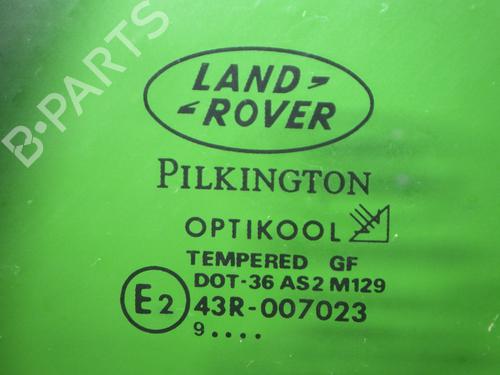 B-PARTS
LAND
ROVER
PILKINGTON
OPTIKOOL
TEMPERED GF
DOT-36 AS2 M129
E2 43R-007023
9....